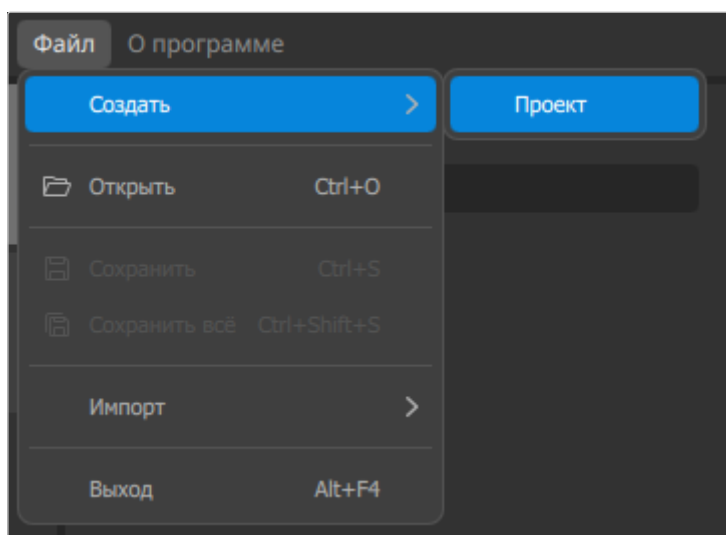 Файл О программе
Создать Проект
Открыть Ctrl+O
Сохранить Ctrl+S
Сохранить всё Ctrl+Shift+S
Импорт
Выход Alt+F4